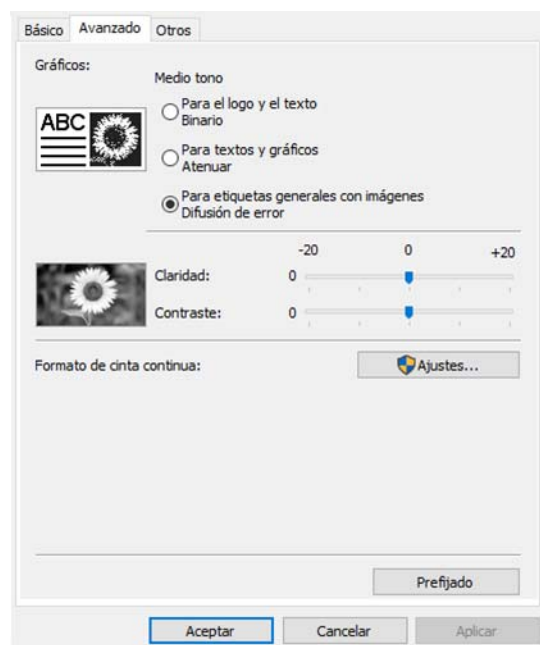 Básico Avanzado Otros
Gráficos:
Medio tono
ABC
Para el logo y el texto
Binario
Para textos y gráficos
Atenuar
Para etiquetas generales con imágenes
Difusión de error
-20 0 +20
Claridad: 0
Contraste: 0
Formato de cinta continua: Ajustes...
Prefijado
Aceptar Cancelar Aplicar